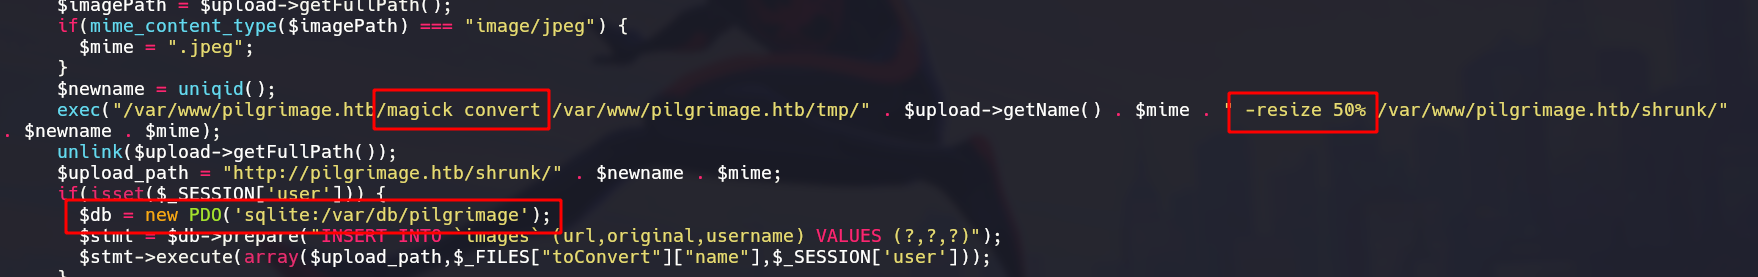 $imagePath = $upload->getFullPath();
if(mime_content_type($imagePath) === "image/jpeg") {
$mime = ".jpeg";
}
$newname = uniqid();
exec("/var/www/pilgrimage.htb/magick convert /var/www/pilgrimage.htb/tmp/" . $upload->getName() . $mime . " -resize 50% /var/www/pilgrimage.htb/shrunk/"
. $newname . $mime);
unlink($upload->getFullPath());
$upload_path = "http://pilgrimage.htb/shrunk/" . $newname . $mime;
if(isset($_SESSION['user'])) {
$db = new PDO('sqlite:/var/db/pilgrimage');
$stmt = $db->prepare("INSERT INTO `images` (url,original,username) VALUES (?,?,?)");
$stmt->execute(array($upload_path,$_FILES["toConvert"]["name"],$_SESSION['user']));
}